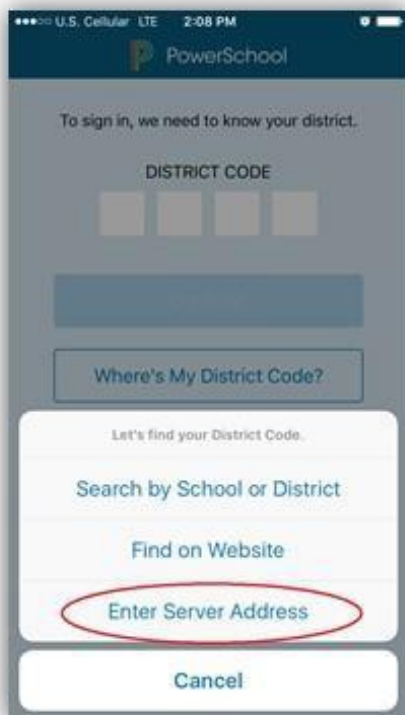 U.S. Cellular LTE 2:08 PM
PowerSchool
To sign in, we need to know your district.
DISTRICT CODE
Where's My District Code?
Let's find your District Code.
Search by School or District
Find on Website
Enter Server Address
Cancel